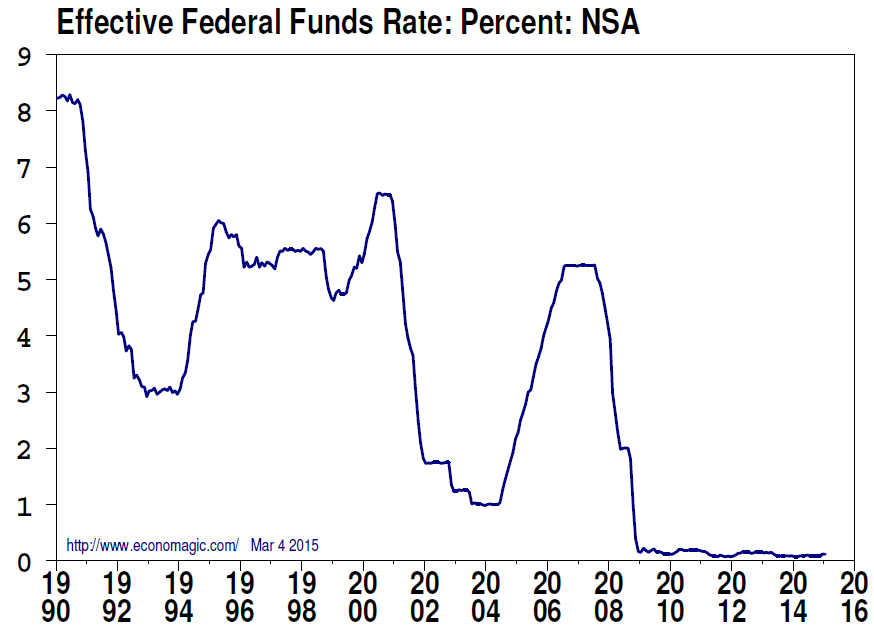 Effective Federal Funds Rate: Percent: NSA
9
8
7
6
5
4
3
2
1
0
http://www.economagic.com/ Mar 4 2015
19 19 19 19 19 20 20 20 20 20 20 20 20 20
90 92 94 96 98 00 02 04 06 08 10 12 14 16